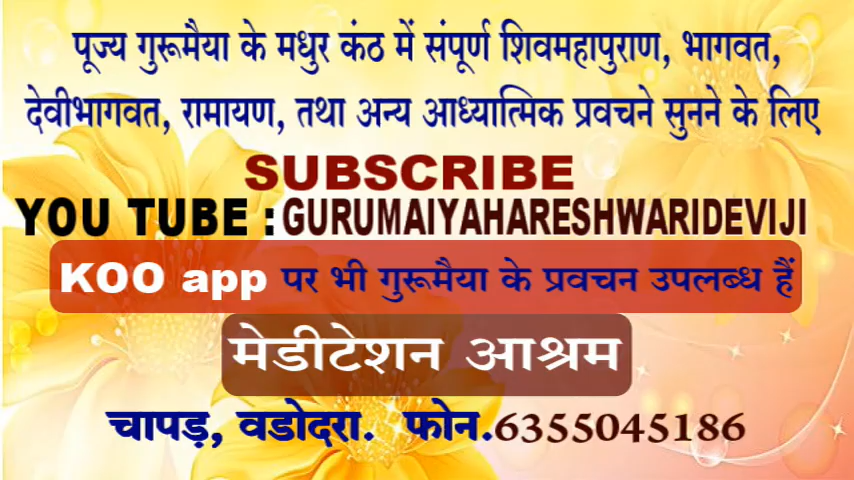 पूज्य गुरूमैया के मधुर कंठ में संपूर्ण शिवमहापुराण, भागवत,
देवीभागवत, रामायण, तथा अन्य आध्यात्मिक प्रवचने सुनने के लिए
SUBSCRIBE
YOU TUBE : GURUMAIYAHARESHWARIDEVIJI
KOO app पर भी गुरूमैया के प्रवचन उपलब्ध हैं
मेडीटेशन आश्रम
चापड़, वडोदरा. फोन.6355045186